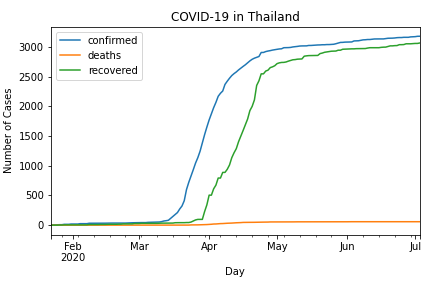 COVID-19 in Thailand
confirmed
deaths
recovered
Number of Cases
3000
2500
2000
1500
1000
500
0
Feb Mar Apr May Jun Jul
2020
Day